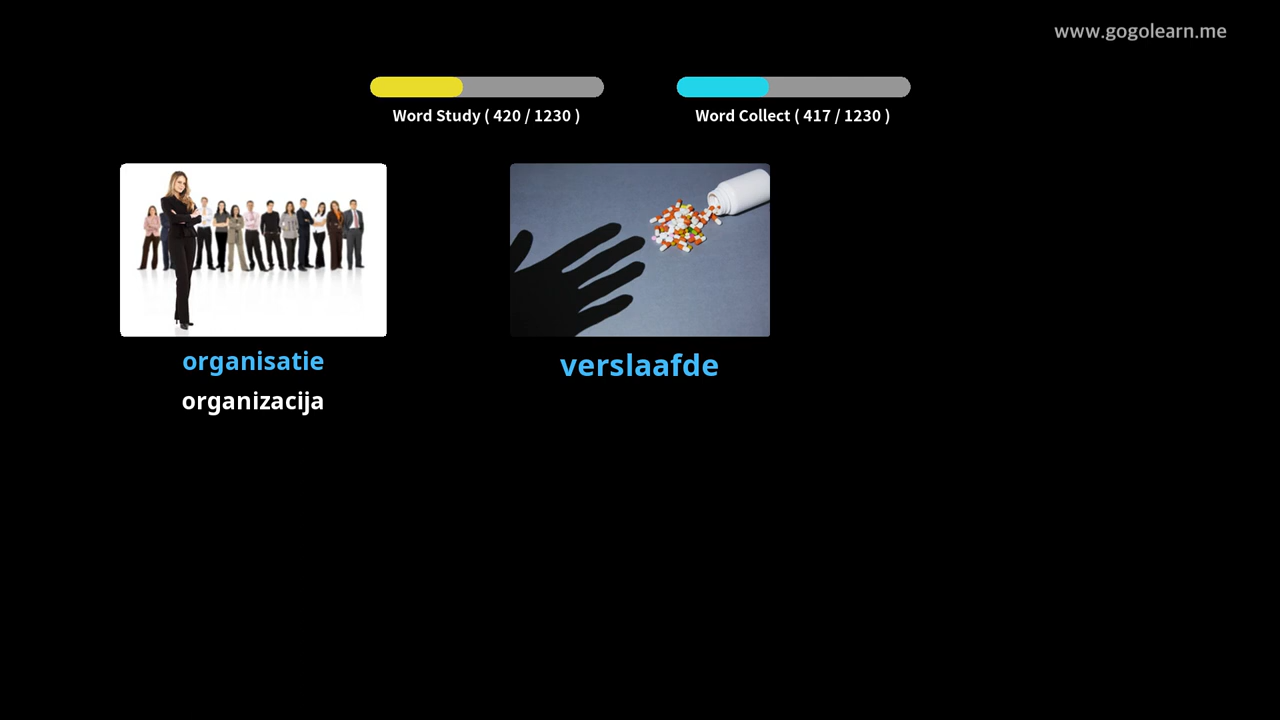 www.gogolearn.me
Word Study ( 420 / 1230 )
Word Collect ( 417 / 1230 )
organisatie
organizacija
verslaafde